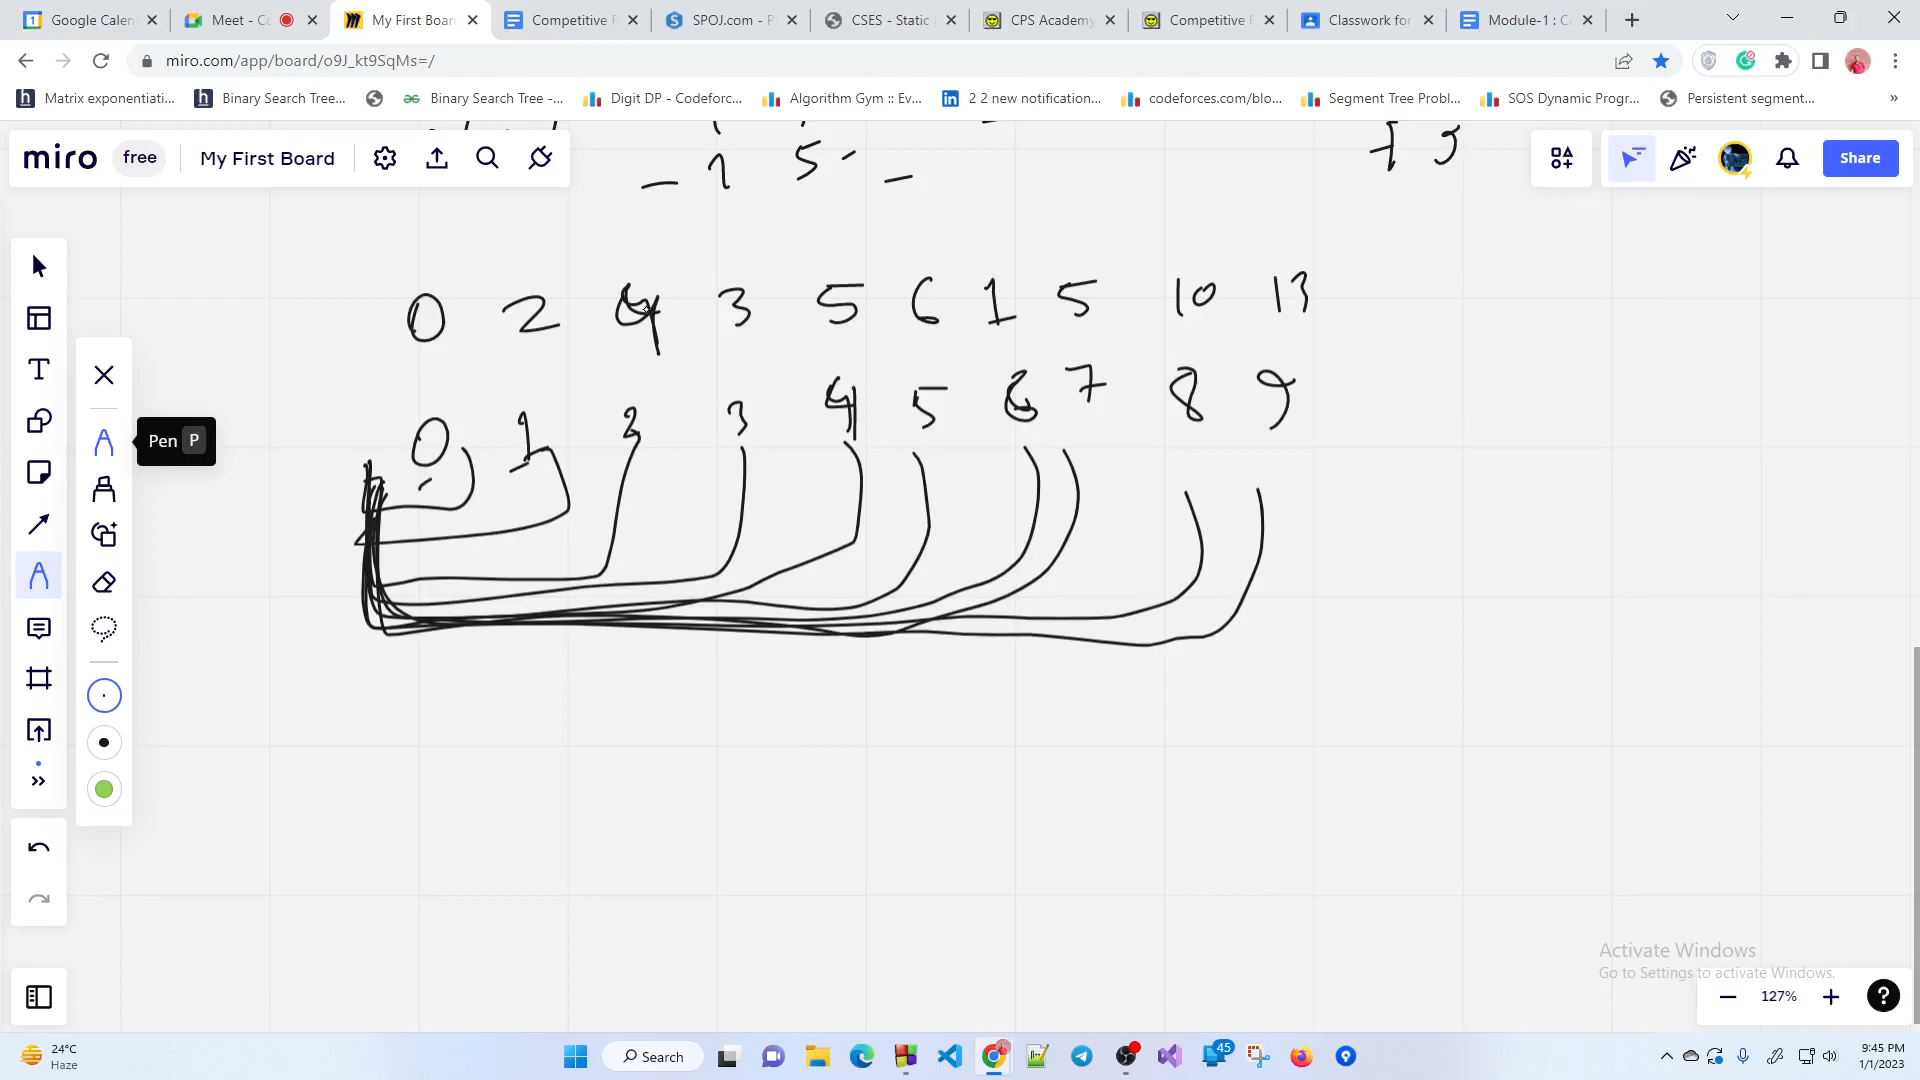 Google Calen
Meet - Co
My First Boar
Competitive P
SPOJ.com - P
CSES - Static
CPS Academy
Competitive P
Classwork for
Module-1 : C
miro.com/app/board/o9J_kt9SqMs=/
Matrix exponentiati...
Binary Search Tree...
Binary Search Tree -...
Digit DP - Codeforc...
Algorithm Gym :: Ev...
2 2 new notification...
codeforces.com/blo...
Segment Tree Probl...
SOS Dynamic Progr...
Persistent segment...
»
miro free My First Board
Share
1 5
0 2 4 3 5 6 1 5 10 13
0 1 2 3 4 5 6 7 8 9
Pen P
Activate Windows
Go to Settings to activate Windows.
127%
24°C
Haze
Search
45
9:45 PM
1/1/2023